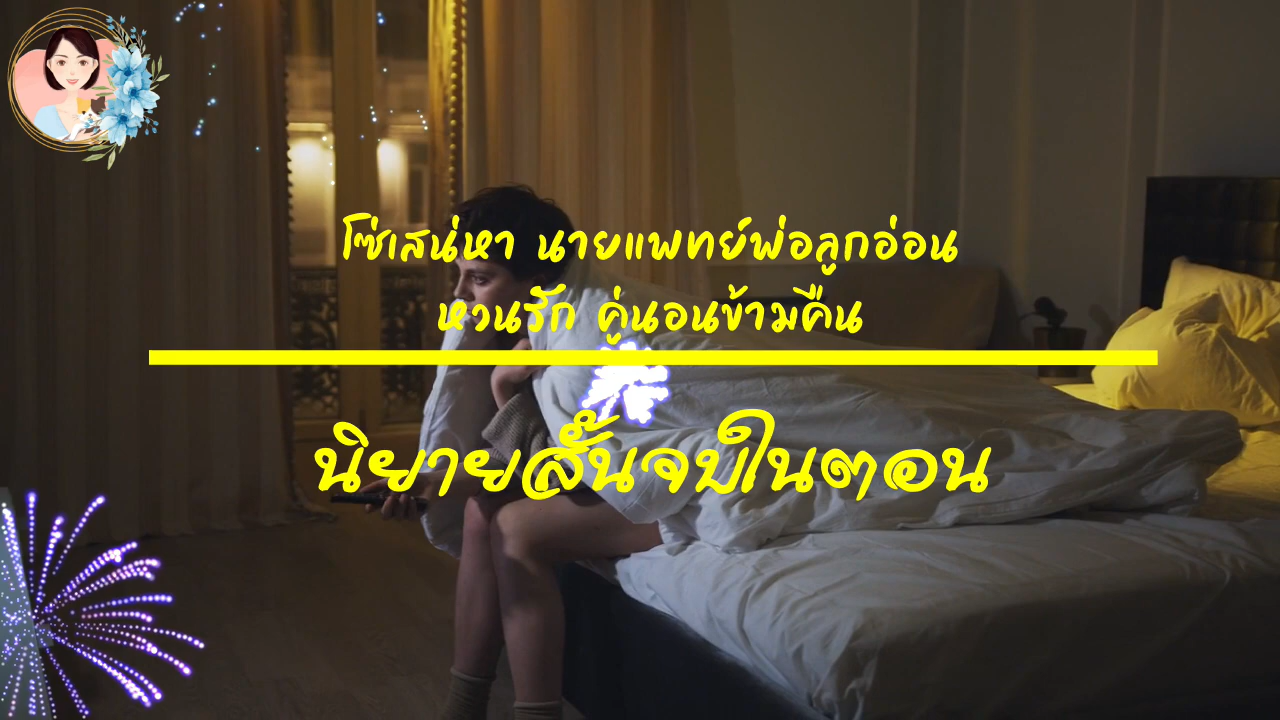 โซ่เสน่หา นายแพทย์พ่อลูกอ่อน
หวนรัก คู่นอนข้ามคืน
นิยายสั้นจบในตอน